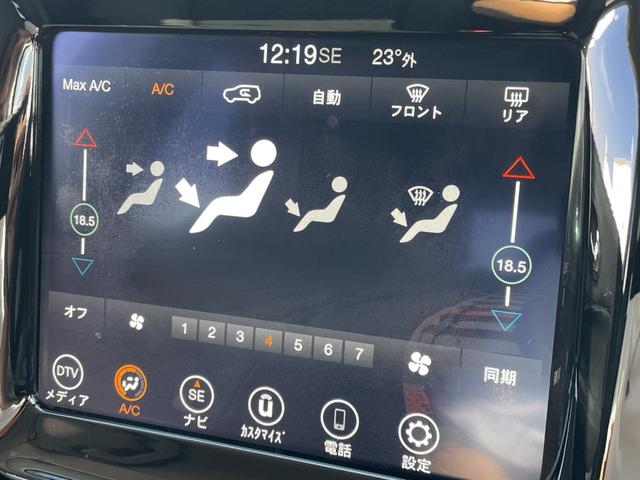 12:19SE 23°外
Max A/C A/C 自動 フロント リア
18.5 18.5
オフ 1 2 3 4 5 6 7 同期
DTV SE
メディア A/C ナビ ｶｽﾀﾏｲｽﾞ 電話 設定